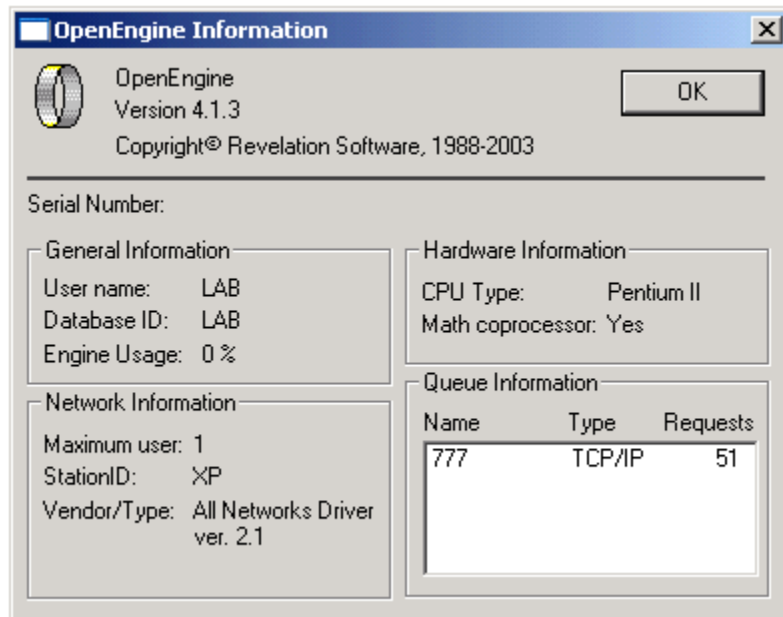 OpenEngine Information
OpenEngine
Version 4.1.3
Copyright© Revelation Software, 1988-2003
OK
Serial Number:
General Information
User name: LAB
Database ID: LAB
Engine Usage: 0 %
Hardware Information
CPU Type: Pentium II
Math coprocessor: Yes
Network Information
Maximum user: 1
StationID: XP
Vendor/Type: All Networks Driver
ver. 2.1
Queue Information
Name Type Requests
777 TCP/IP 51